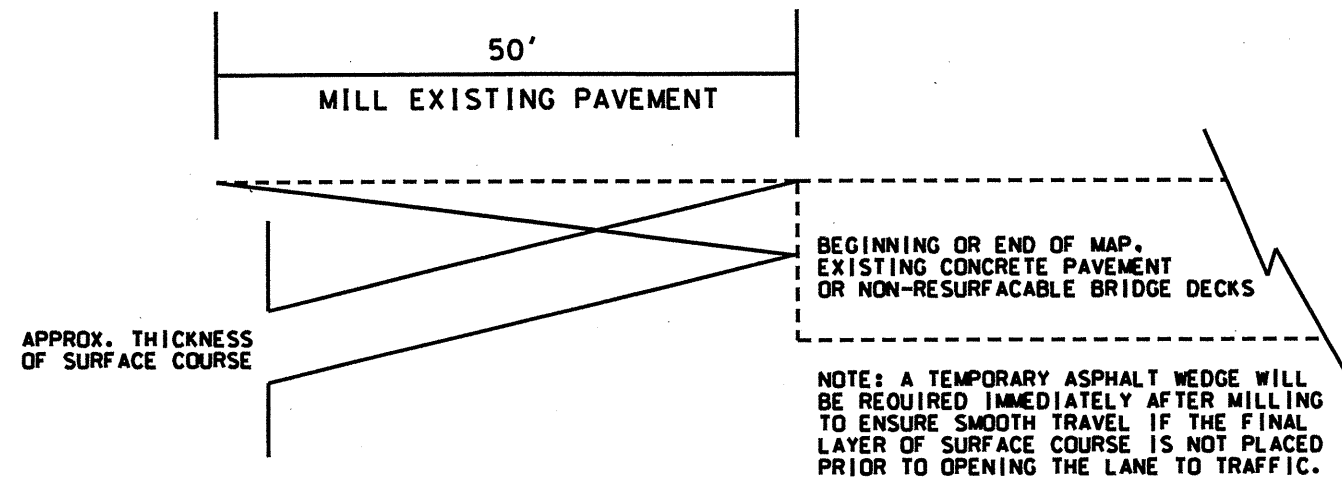 50'
MILL EXISTING PAVEMENT
BEGINNING OR END OF MAP.
EXISTING CONCRETE PAVEMENT
OR NON-RESURFACABLE BRIDGE DECKS
APPROX. THICKNESS
OF SURFACE COURSE
NOTE: A TEMPORARY ASPHALT WEDGE WILL
BE REQUIRED IMMEDIATELY AFTER MILLING
TO ENSURE SMOOTH TRAVEL IF THE FINAL
LAYER OF SURFACE COURSE IS NOT PLACED
PRIOR TO OPENING THE LANE TO TRAFFIC.